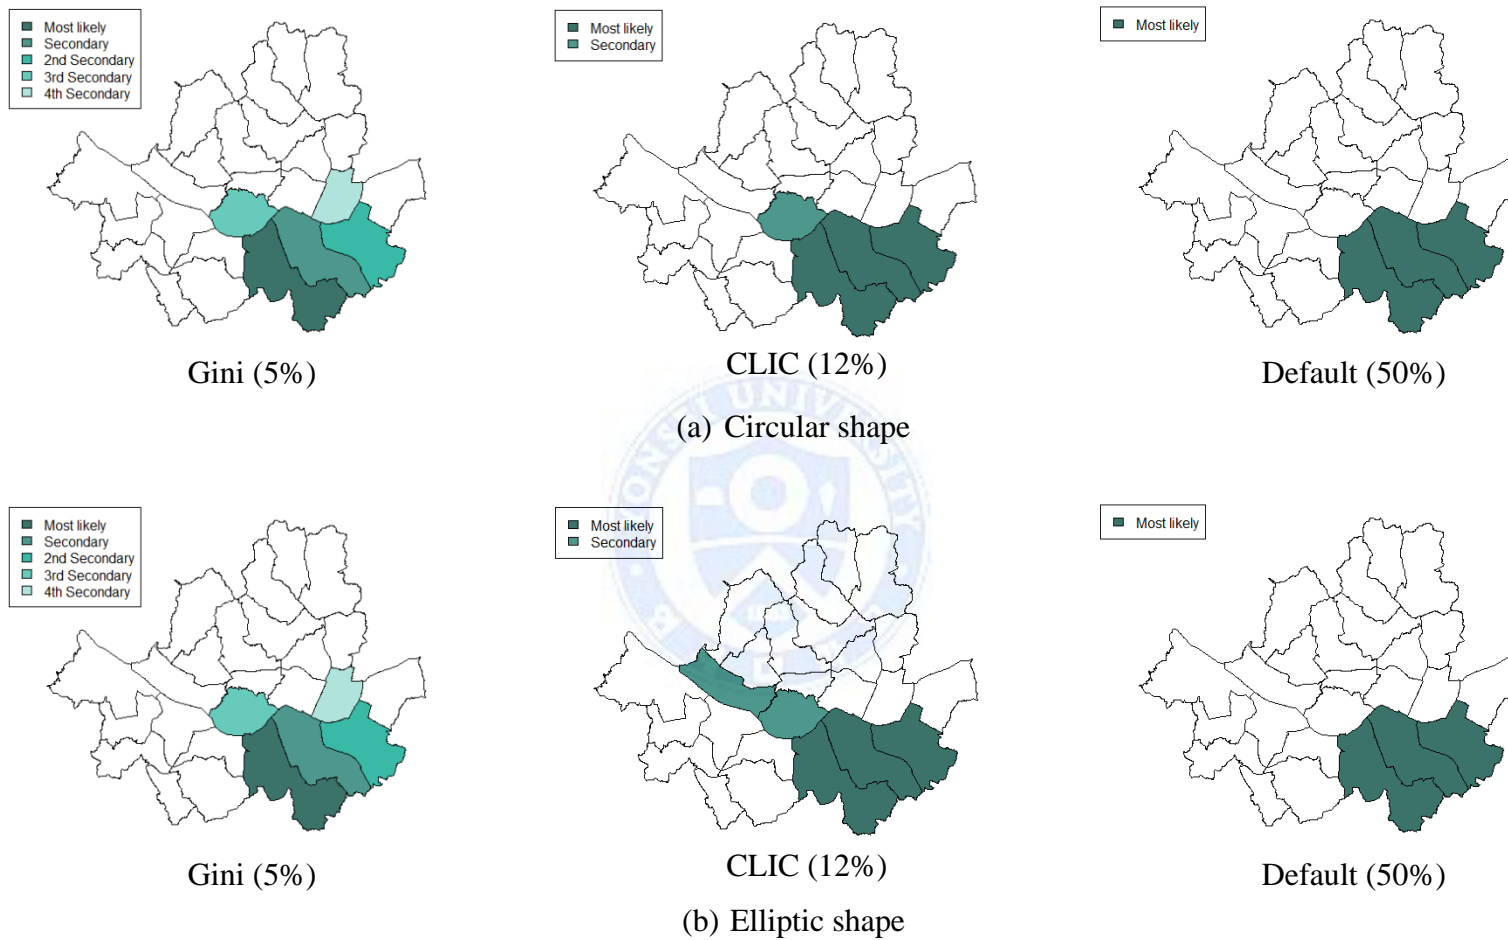 Most likely
Secondary
2nd Secondary
3rd Secondary
4th Secondary
Gini (5%)
Most likely
Secondary
CLIC (12%)
Most likely
Default (50%)
(a) Circular shape
Most likely
Secondary
2nd Secondary
3rd Secondary
4th Secondary
Gini (5%)
Most likely
Secondary
CLIC (12%)
Most likely
Default (50%)
(b) Elliptic shape
YONSEI UNIVERSITY